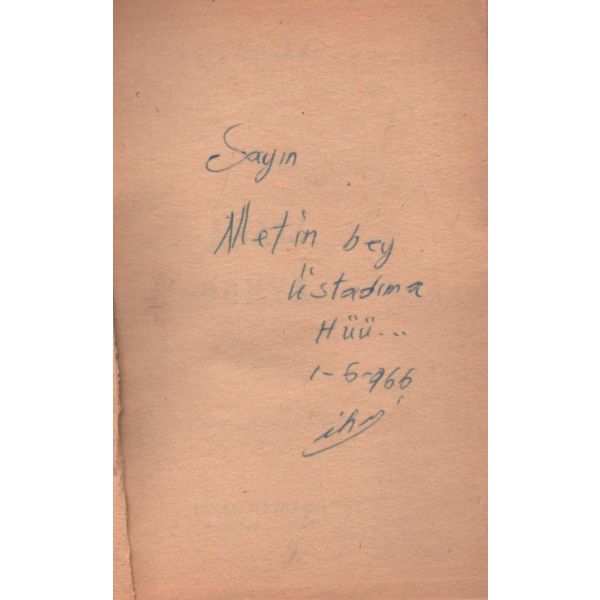 Sayın
Metin bey
üstadıma
Hüü...
1-6-966